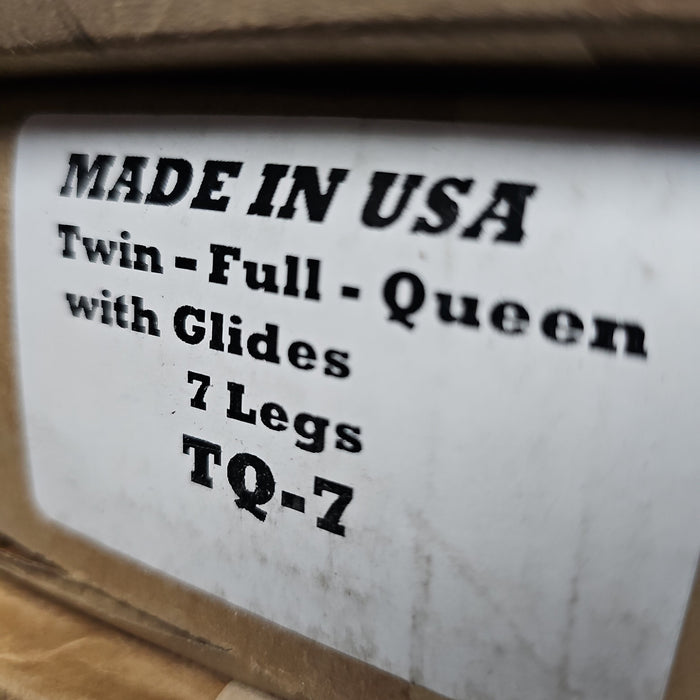 MADE IN USA
Twin - Full - Queen
with Glides
7 Legs
TQ-7